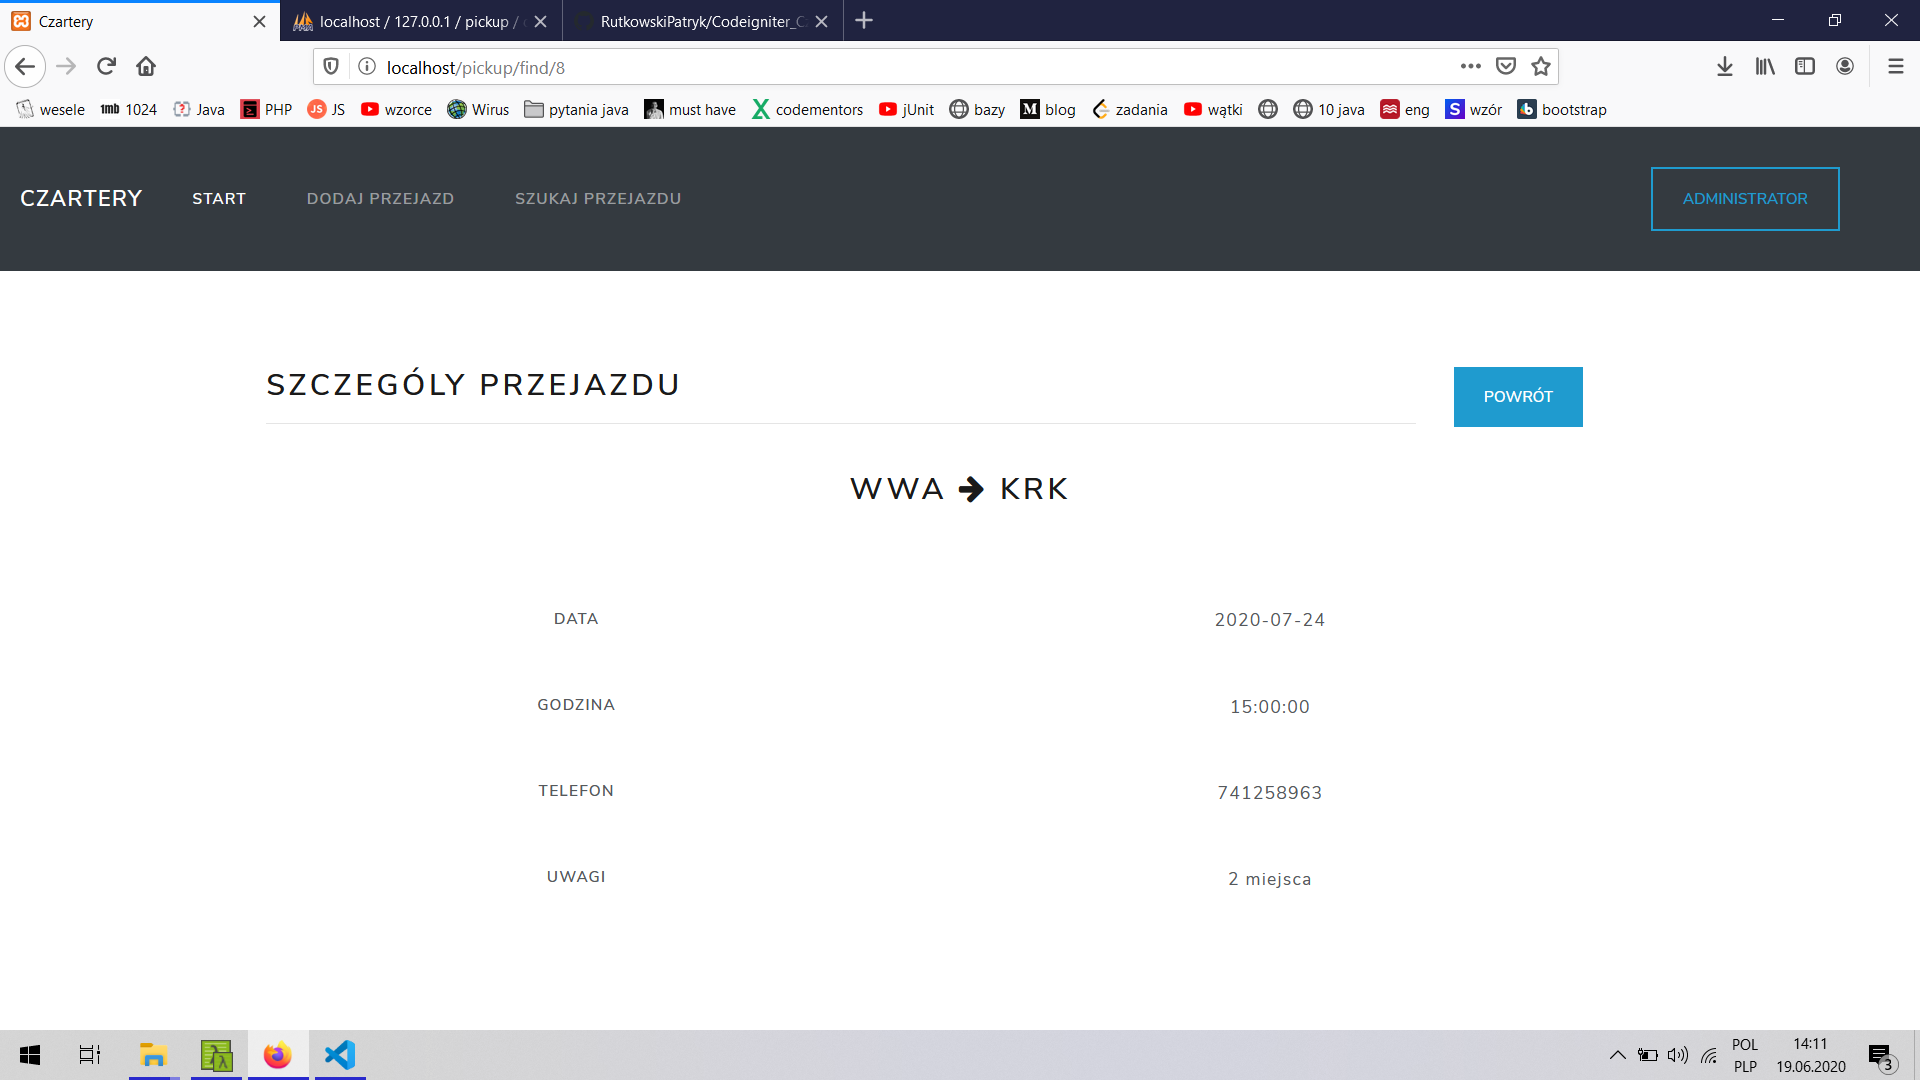 Czartery
localhost / 127.0.0.1 / pickup /
RutkowskiPatryk/Codeigniter_C
localhost/pickup/find/8
wesele
tmb 1024
Java
PHP
JS JS
wzorce
Wirus
pytania java
must have
codementors
jUnit
bazy
M blog
zadania
wątki
10 java
eng
S wzór
b bootstrap
CZARTERY
START
DODAJ PRZEJAZD
SZUKAJ PRZEJAZDU
ADMINISTRATOR
SZCZEGÓLY PRZEJAZDU
POWRÓT
WWA KRK
DATA 2020-07-24
GODZINA 15:00:00
TELEFON 741258963
UWAGI 2 miejsca
POL
PLP
14:11
19.06.2020
3